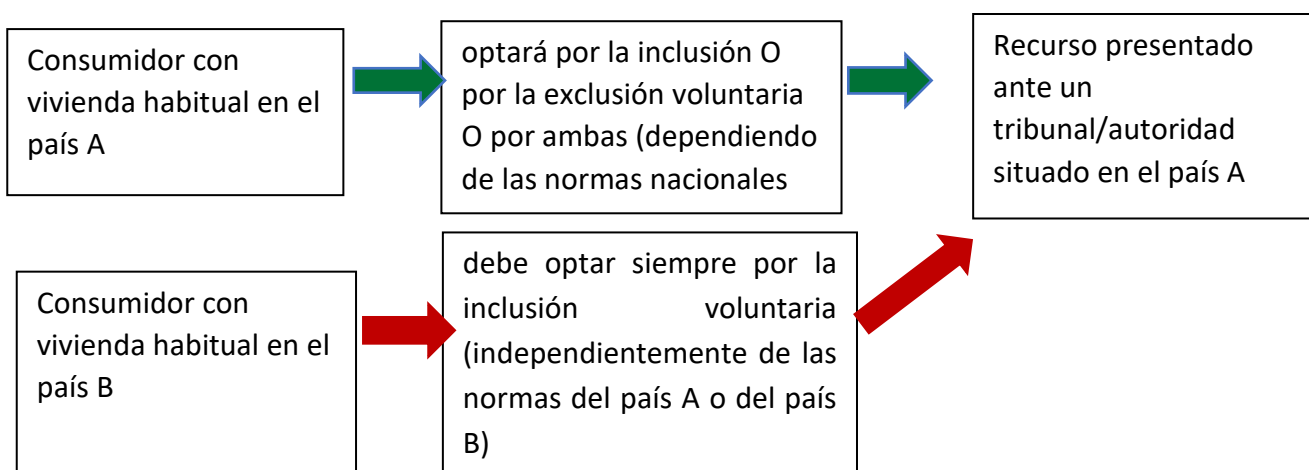 Consumidor con
vivienda habitual en el
país A
optará por la inclusión O
por la exclusión voluntaria
O por ambas (dependiendo
de las normas nacionales
Recurso presentado
ante un
tribunal/autoridad
situado en el país A
Consumidor con
vivienda habitual en el
país B
debe optar siempre por la
inclusión voluntaria
(independientemente de las
normas del país A o del país
B)